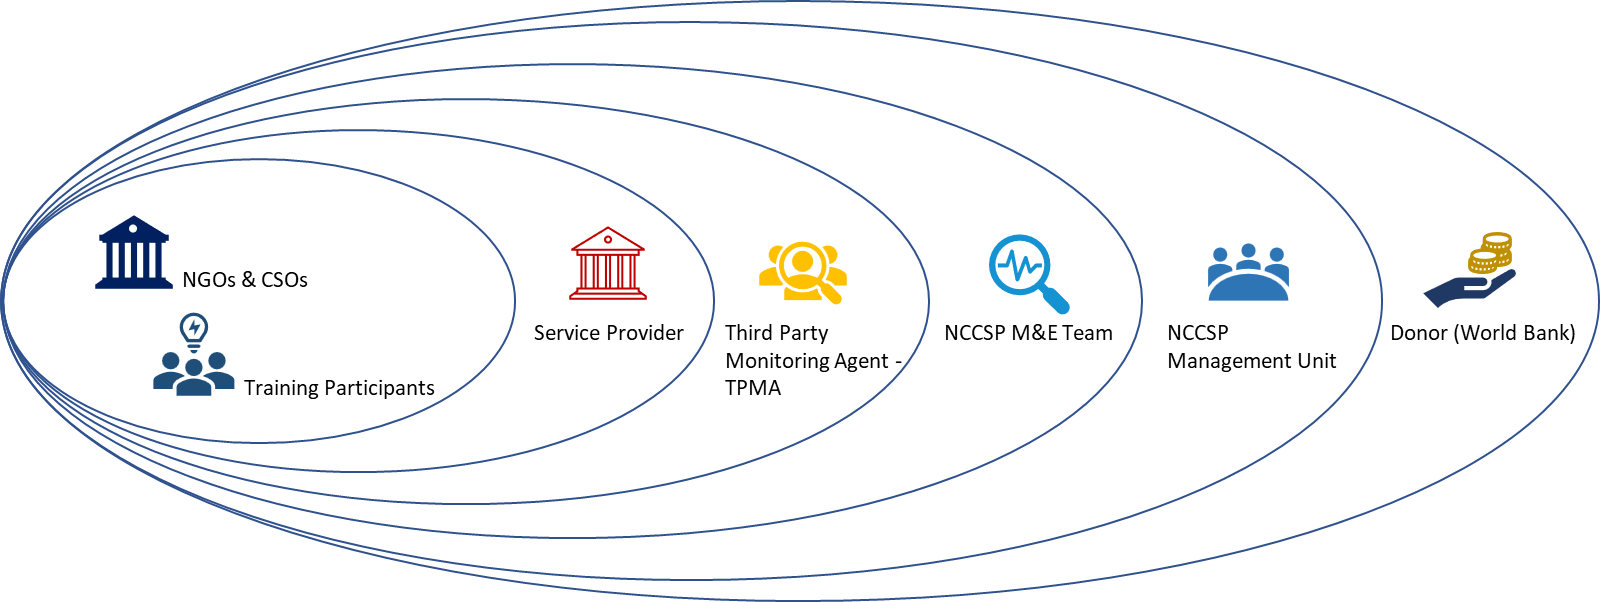 NGOs & CSOs
Training Participants
Service Provider
Third Party
Monitoring Agent -
TPMA
NCCSP M&E Team
NCCSP
Management Unit
Donor (World Bank)